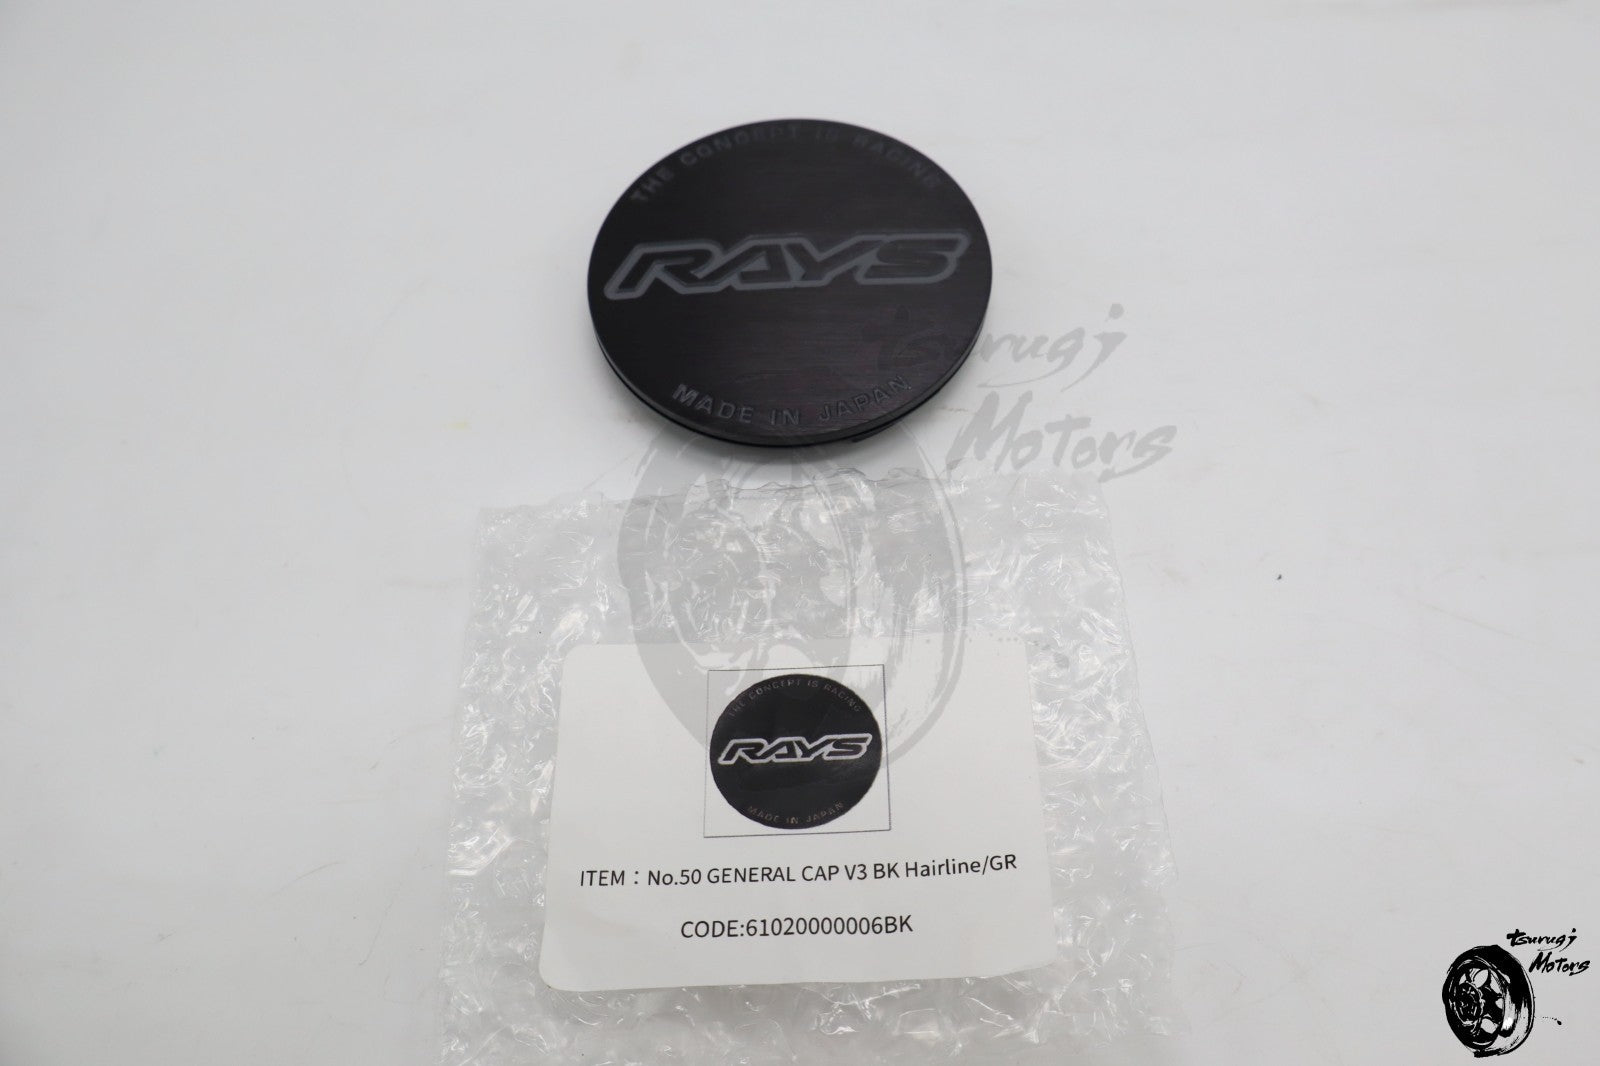 THE CONCEPT IS RACING
RAYS
MADE IN JAPAN
tsurugi
Motors
THE CONCEPT IS RACING
RAYS
MADE IN JAPAN
ITEM：No.50 GENERAL CAP V3 BK Hairline/GR
CODE:61020000006BK
tsurugi
Motors